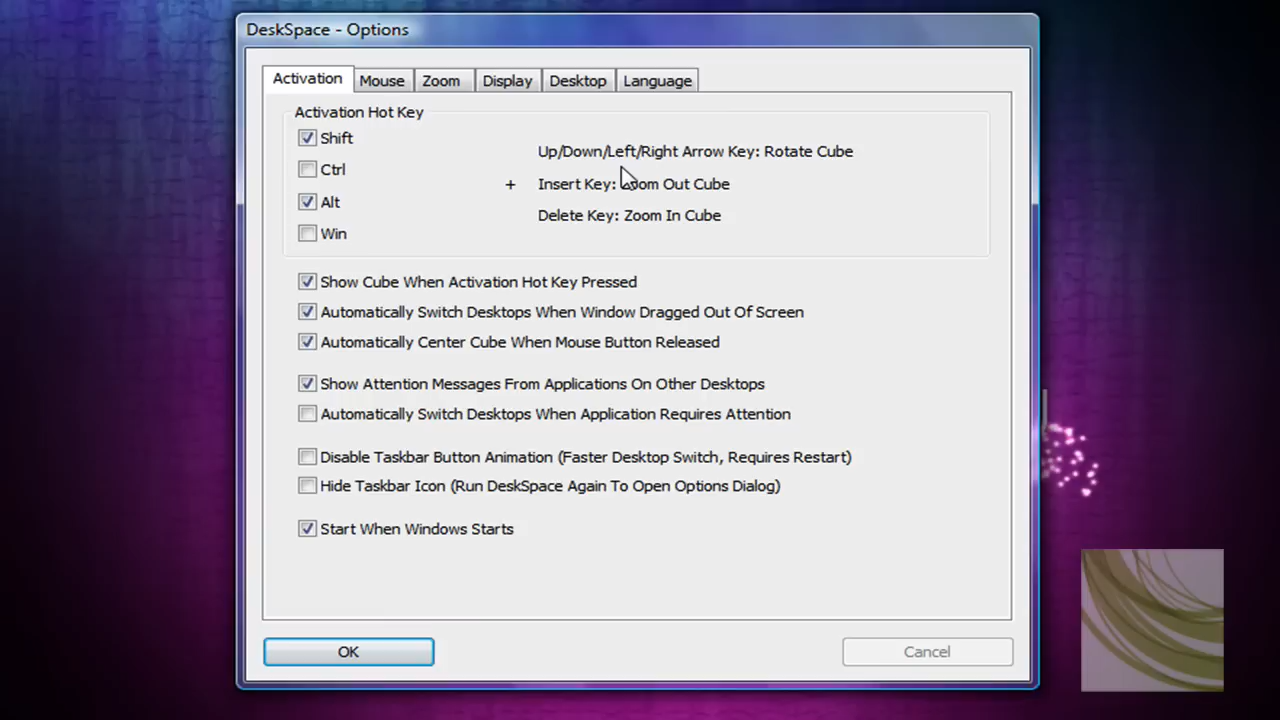 DeskSpace - Options
Activation Mouse Zoom Display Desktop Language
Activation Hot Key
Shift
Up/Down/Left/Right Arrow Key: Rotate Cube
Ctrl
+ Insert Key: Zoom Out Cube
Alt
Delete Key: Zoom In Cube
Win
Show Cube When Activation Hot Key Pressed
Automatically Switch Desktops When Window Dragged Out Of Screen
Automatically Center Cube When Mouse Button Released
Show Attention Messages From Applications On Other Desktops
Automatically Switch Desktops When Application Requires Attention
Disable Taskbar Button Animation (Faster Desktop Switch, Requires Restart)
Hide Taskbar Icon (Run DeskSpace Again To Open Options Dialog)
Start When Windows Starts
OK Cancel